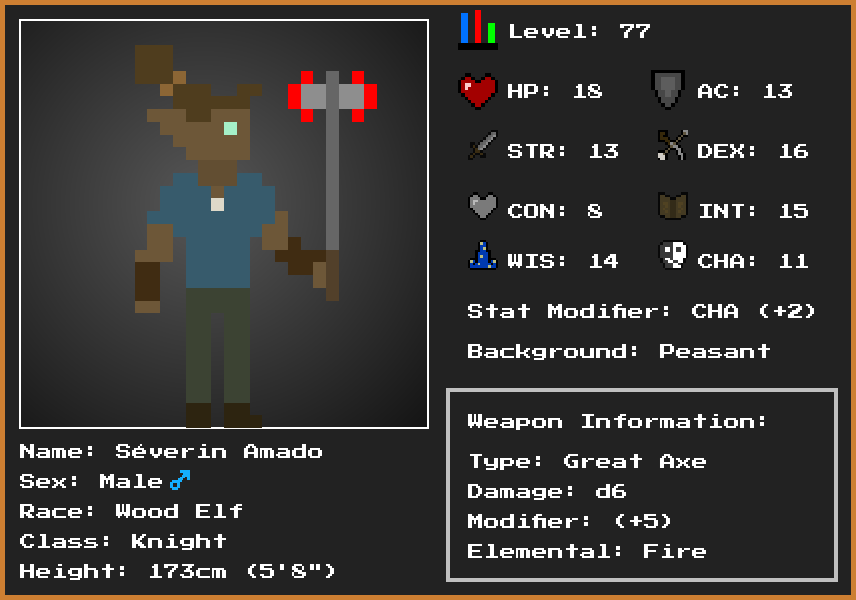 Level: 77
HP: 18 AC: 13
STR: 13 DEX: 16
CON: 8 INT: 15
WIS: 14 CHA: 11
Stat Modifier: CHA (+2)
Background: Peasant
Weapon Information:
Type: Great Axe
Damage: d6
Modifier: (+5)
Elemental: Fire
Name: Séverin Amado
Sex: Male ♂
Race: Wood Elf
Class: Knight
Height: 173cm (5'8")